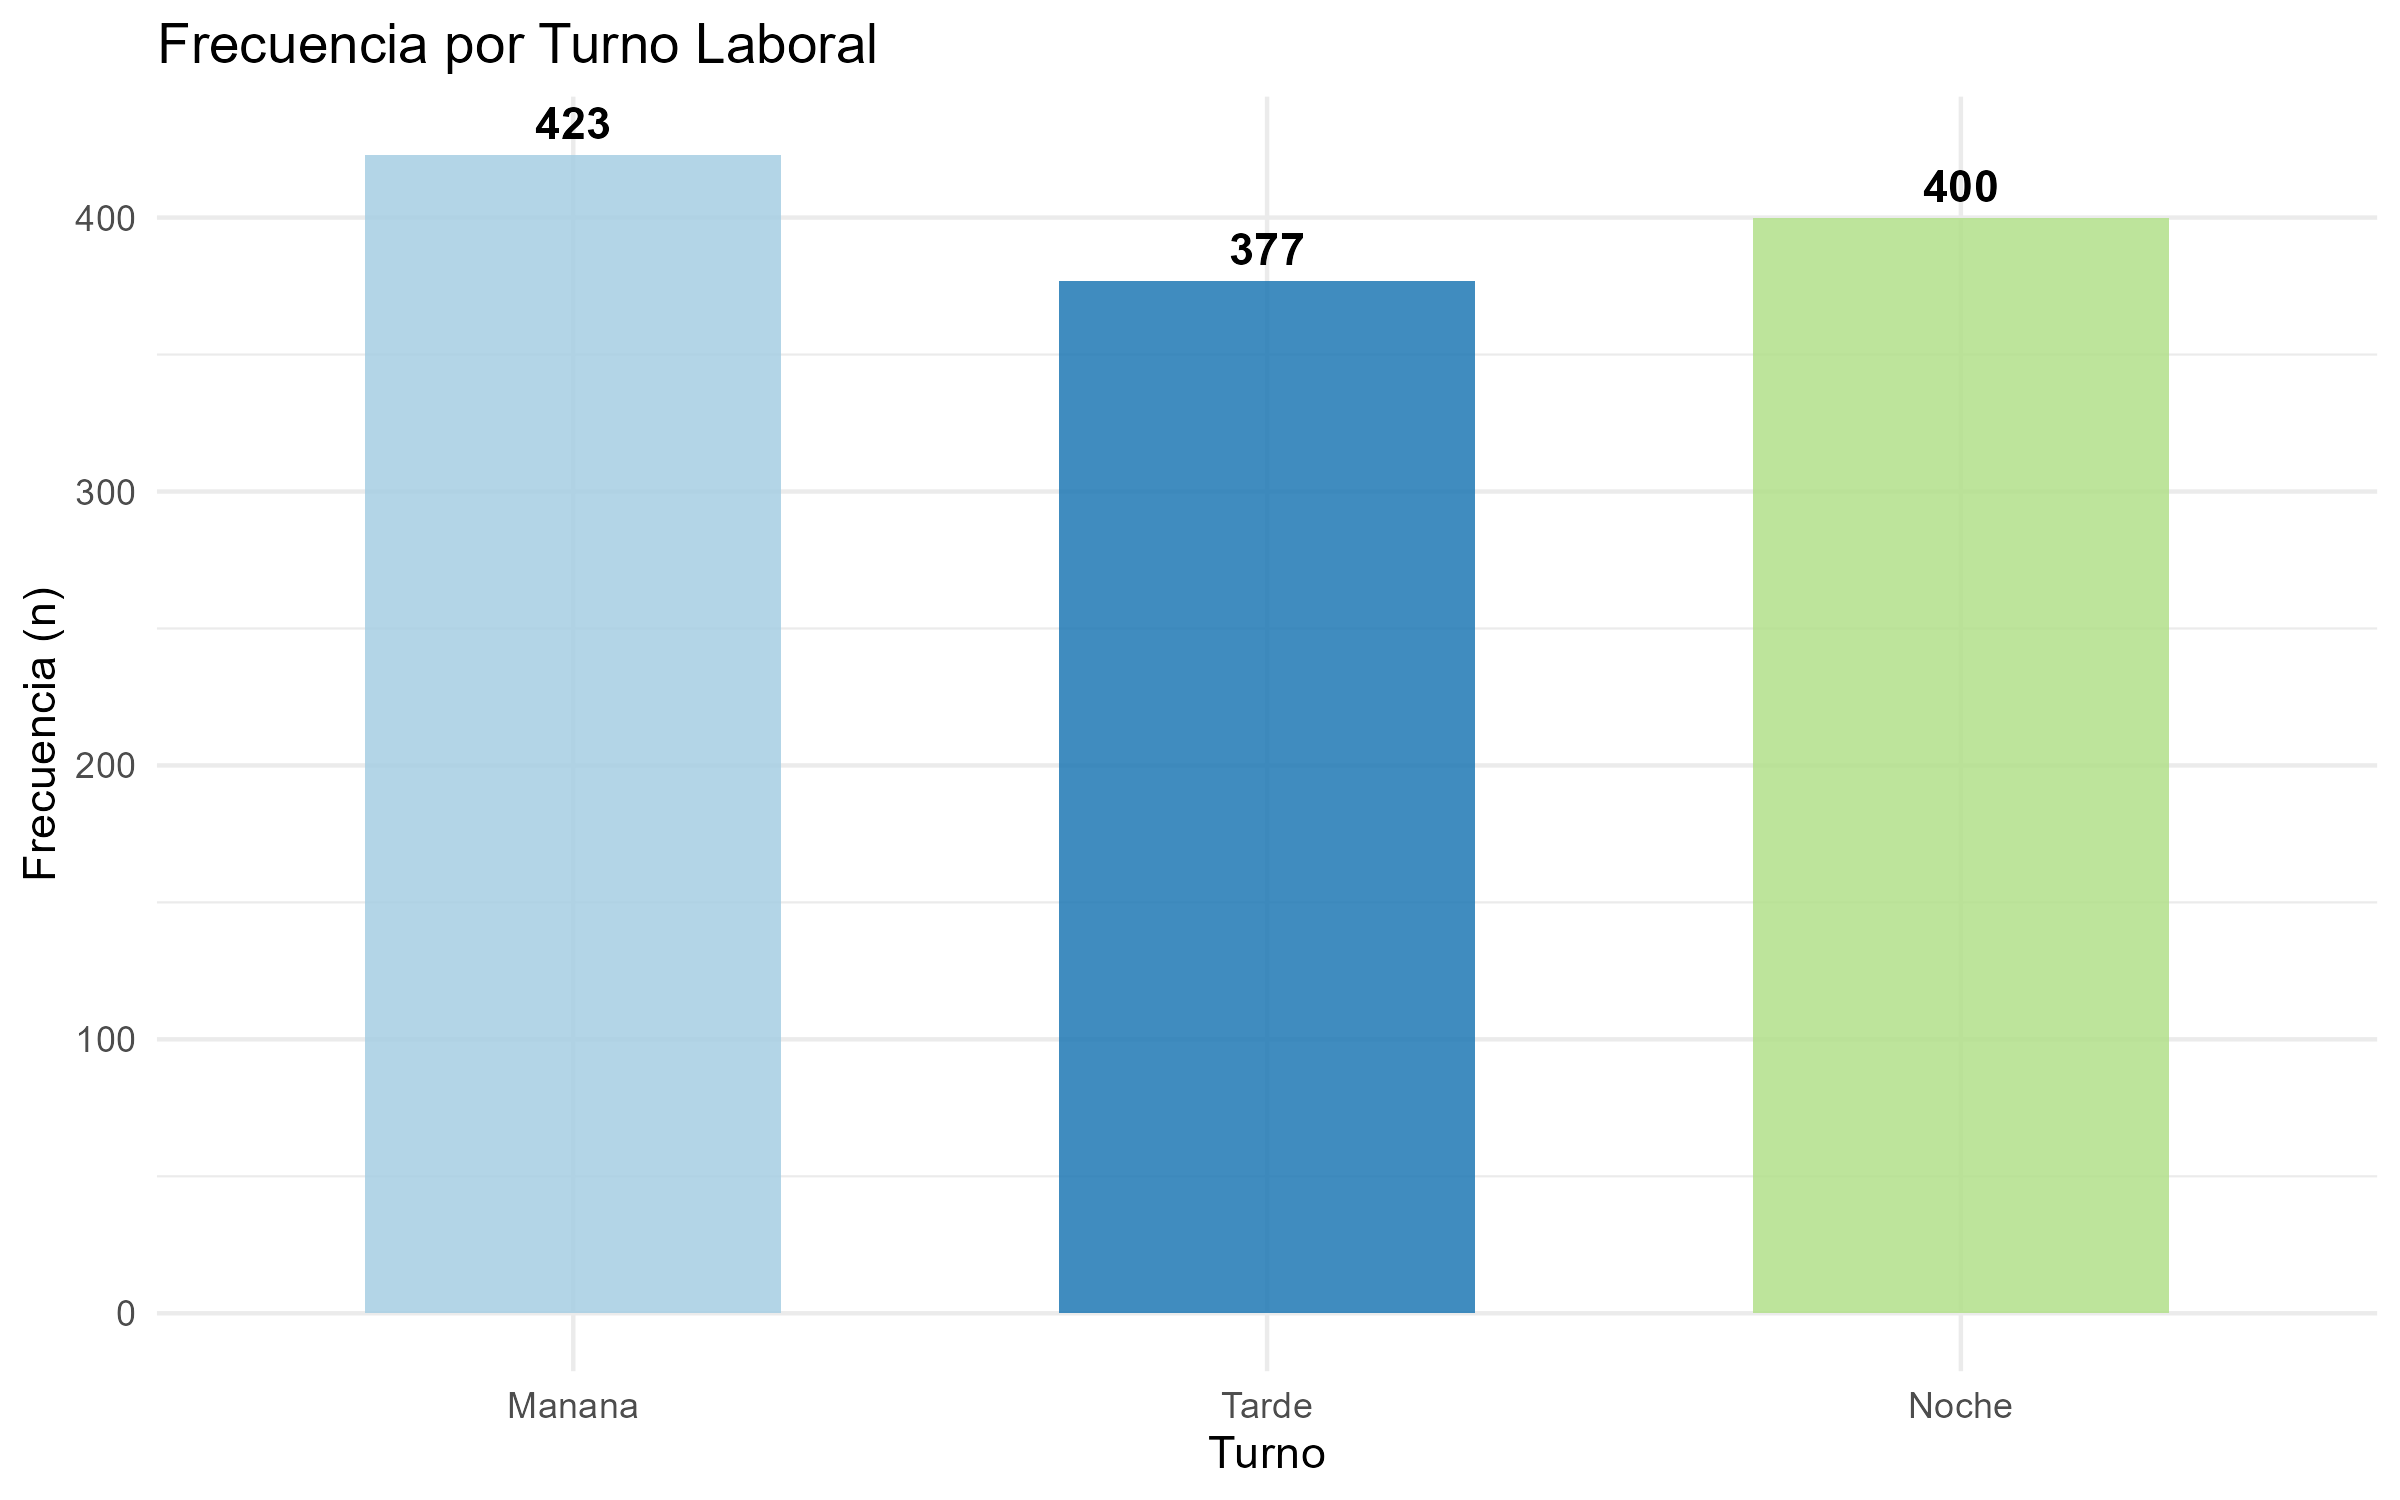 Frecuencia por Turno Laboral
423
377
400
400
300
200
100
0
Frecuencia (n)
Manana
Tarde
Noche
Turno